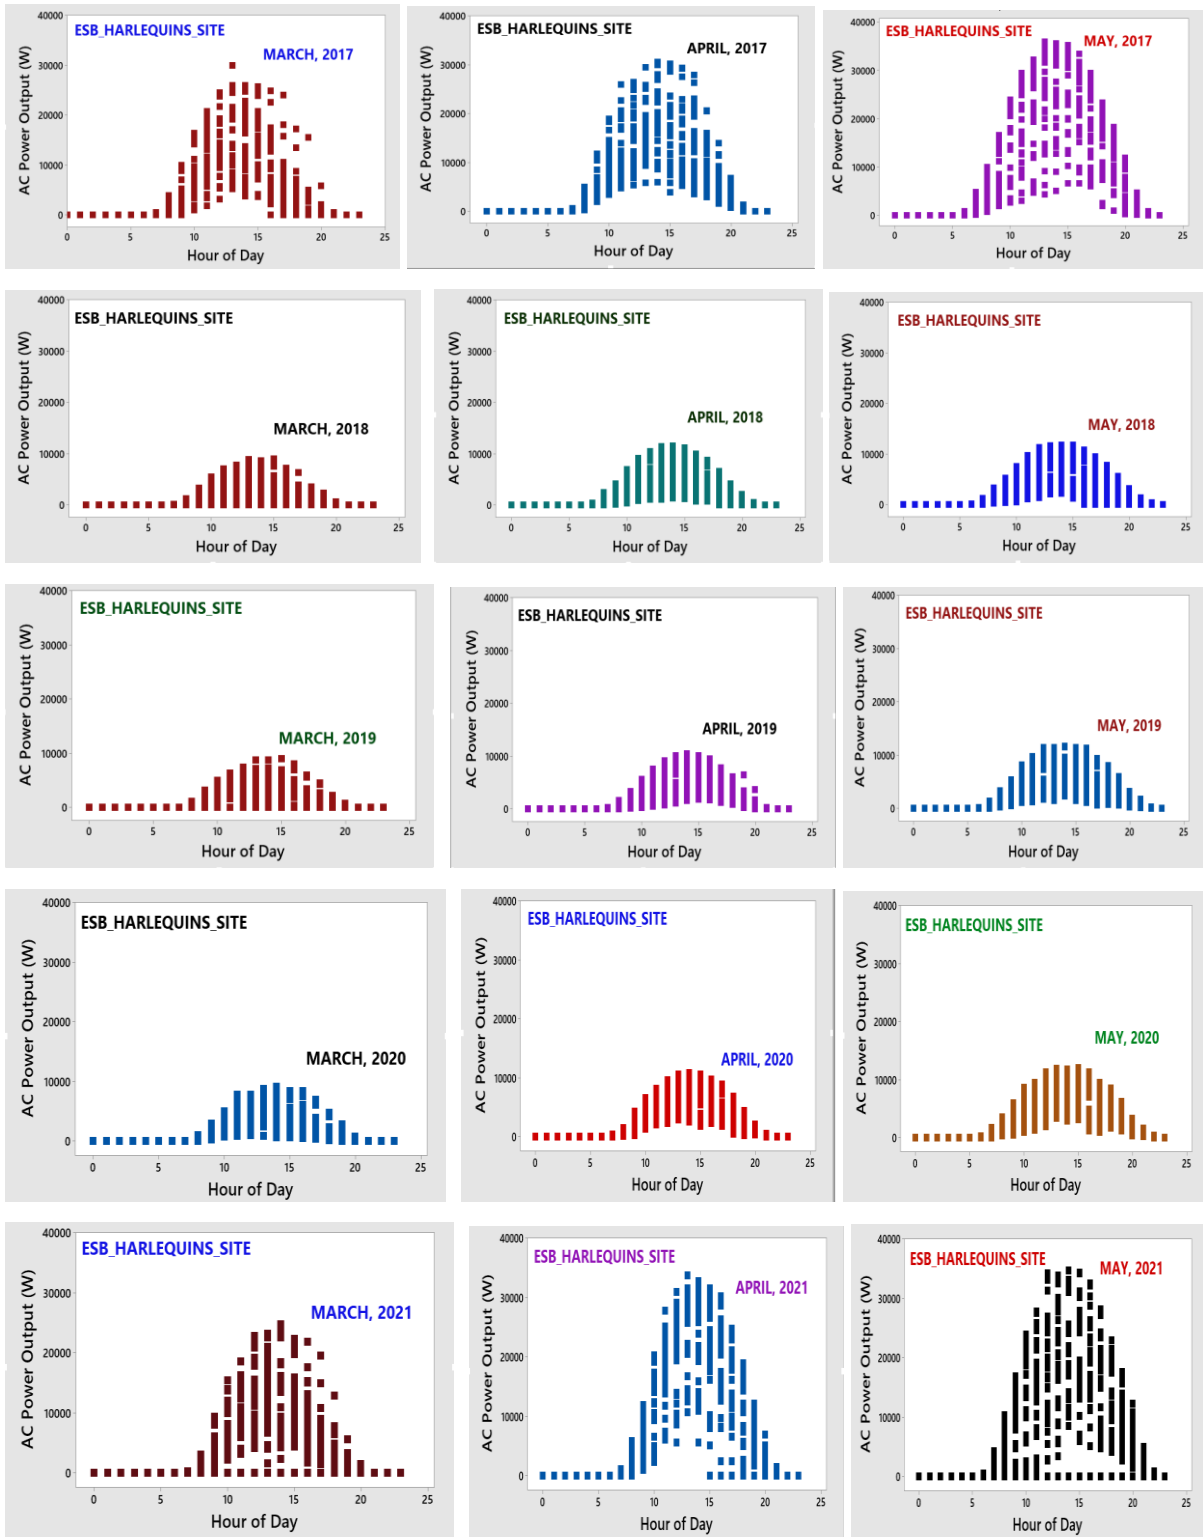 ESB_HARLEQUINS_SITE
MARCH, 2017
AC Power Output (W)
40000
30000
20000
10000
0
0 5 10 15 20 25
Hour of Day
ESB_HARLEQUINS_SITE
APRIL, 2017
AC Power Output (W)
40000
30000
20000
10000
0
0 5 10 15 20 25
Hour of Day
ESB_HARLEQUINS_SITE
MAY, 2017
AC Power Output (W)
40000
30000
20000
10000
0
0 5 10 15 20 25
Hour of Day
ESB_HARLEQUINS_SITE
MARCH, 2018
AC Power Output (W)
40000
30000
20000
10000
0
0 5 10 15 20 25
Hour of Day
ESB_HARLEQUINS_SITE
APRIL, 2018
AC Power Output (W)
40000
30000
20000
10000
0
0 5 10 15 20 25
Hour of Day
ESB_HARLEQUINS_SITE
MAY, 2018
AC Power Output (W)
40000
30000
20000
10000
0
0 5 10 15 20 25
Hour of Day
ESB_HARLEQUINS_SITE
MARCH, 2019
AC Power Output (W)
40000
30000
20000
10000
0
0 5 10 15 20 25
Hour of Day
ESB_HARLEQUINS_SITE
APRIL, 2019
AC Power Output (W)
40000
30000
20000
10000
0
0 5 10 15 20 25
Hour of Day
ESB_HARLEQUINS_SITE
MAY, 2019
AC Power Output (W)
40000
30000
20000
10000
0
0 5 10 15 20 25
Hour of Day
ESB_HARLEQUINS_SITE
MARCH, 2020
AC Power Output (W)
40000
30000
20000
10000
0
0 5 10 15 20 25
Hour of Day
ESB_HARLEQUINS_SITE
APRIL, 2020
AC Power Output (W)
40000
30000
20000
10000
0
0 5 10 15 20 25
Hour of Day
ESB_HARLEQUINS_SITE
MAY, 2020
AC Power Output (W)
40000
30000
20000
10000
0
0 5 10 15 20 25
Hour of Day
ESB_HARLEQUINS_SITE
MARCH, 2021
AC Power Output (W)
40000
30000
20000
10000
0
0 5 10 15 20 25
Hour of Day
ESB_HARLEQUINS_SITE
APRIL, 2021
AC Power Output (W)
40000
30000
20000
10000
0
0 5 10 15 20 25
Hour of Day
ESB_HARLEQUINS_SITE
MAY, 2021
AC Power Output (W)
40000
30000
20000
10000
0
0 5 10 15 20 25
Hour of Day